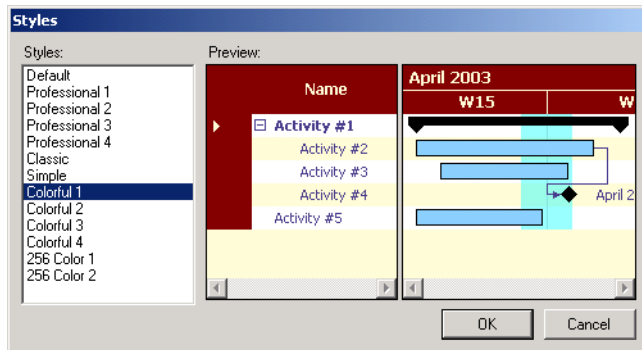 Styles
Styles:
Default
Professional 1
Professional 2
Professional 3
Professional 4
Classic
Simple
Colorful 1
Colorful 2
Colorful 3
Colorful 4
256 Color 1
256 Color 2
Preview:
Name
April 2003
W15
W
Activity #1
Activity #2
Activity #3
Activity #4
April 2
Activity #5
OK
Cancel